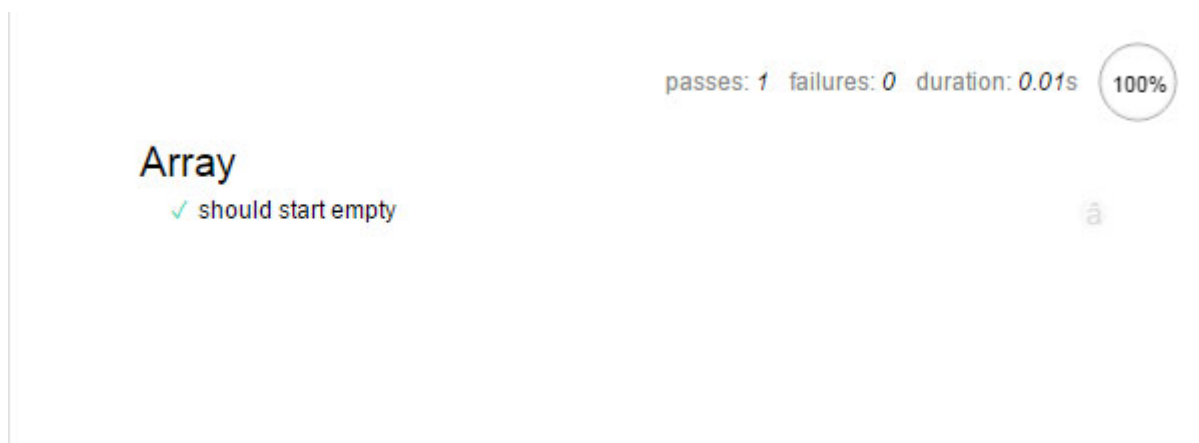 passes: 1 failures: 0 duration: 0.01s 100%
Array
✓ should start empty â